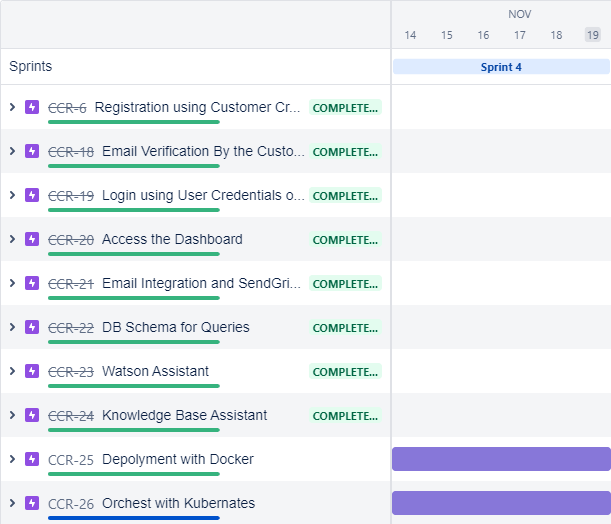 NOV
14 15 16 17 18 19
Sprints
Sprint 4
CCR-6 Registration using Customer Cr... COMPLETE...
CCR-18 Email Verification By the Custo... COMPLETE...
CCR-19 Login using User Credentials o... COMPLETE...
CCR-20 Access the Dashboard COMPLETE...
CCR-21 Email Integration and SendGri... COMPLETE...
CCR-22 DB Schema for Queries COMPLETE...
CCR-23 Watson Assistant COMPLETE...
CCR-24 Knowledge Base Assistant COMPLETE...
CCR-25 Depolyment with Docker
CCR-26 Orchest with Kubernates